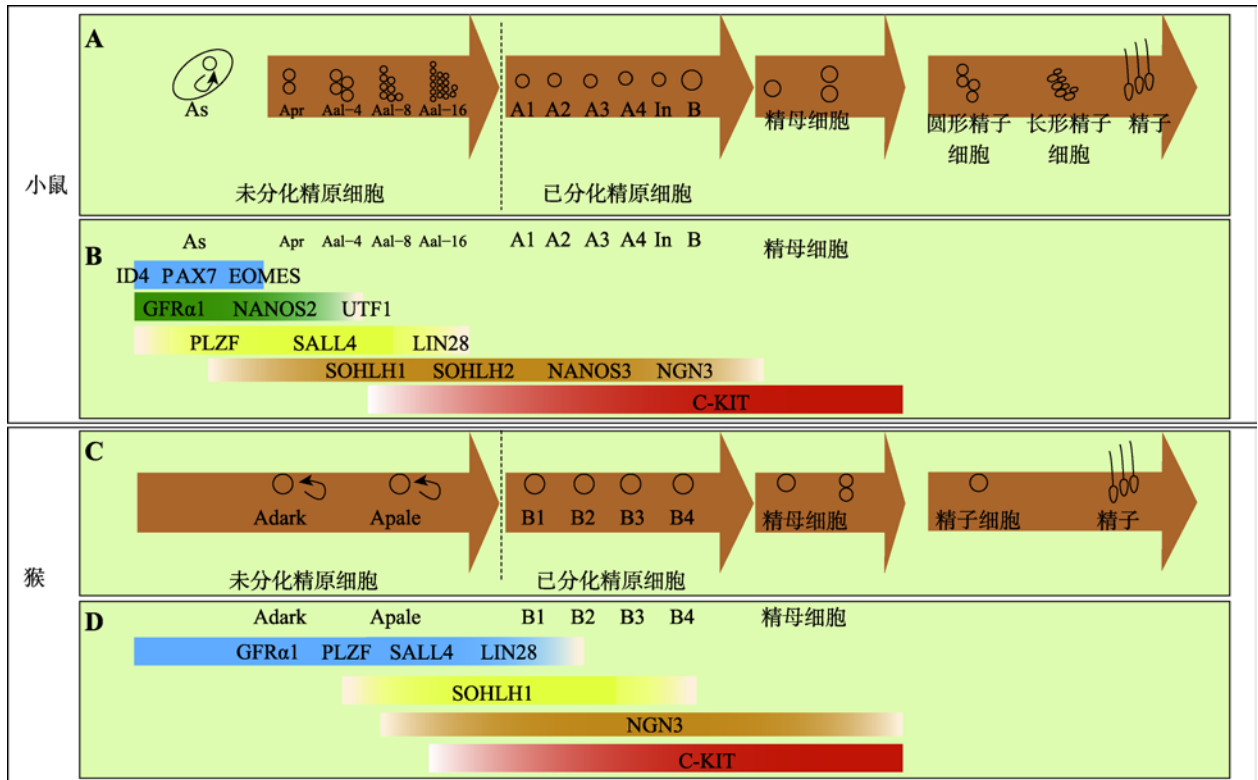 A
As
Apr Aal-4 Aal-8 Aal-16
A1 A2 A3 A4 In B
精母细胞
圆形精子
细胞
长形精子
细胞
精子
未分化精原细胞
已分化精原细胞
小鼠
B
As Apr Aal-4 Aal-8 Aal-16 A1 A2 A3 A4 In B 精母细胞
ID4 PAX7 EOMES
GFRα1 NANOS2 UTF1
PLZF SALL4 LIN28
SOHLH1 SOHLH2 NANOS3 NGN3
C-KIT
C
Adark Apale B1 B2 B3 B4 精母细胞 精子细胞 精子
未分化精原细胞 已分化精原细胞
猴
D
Adark Apale B1 B2 B3 B4 精母细胞
GFRα1 PLZF SALL4 LIN28
SOHLH1
NGN3
C-KIT